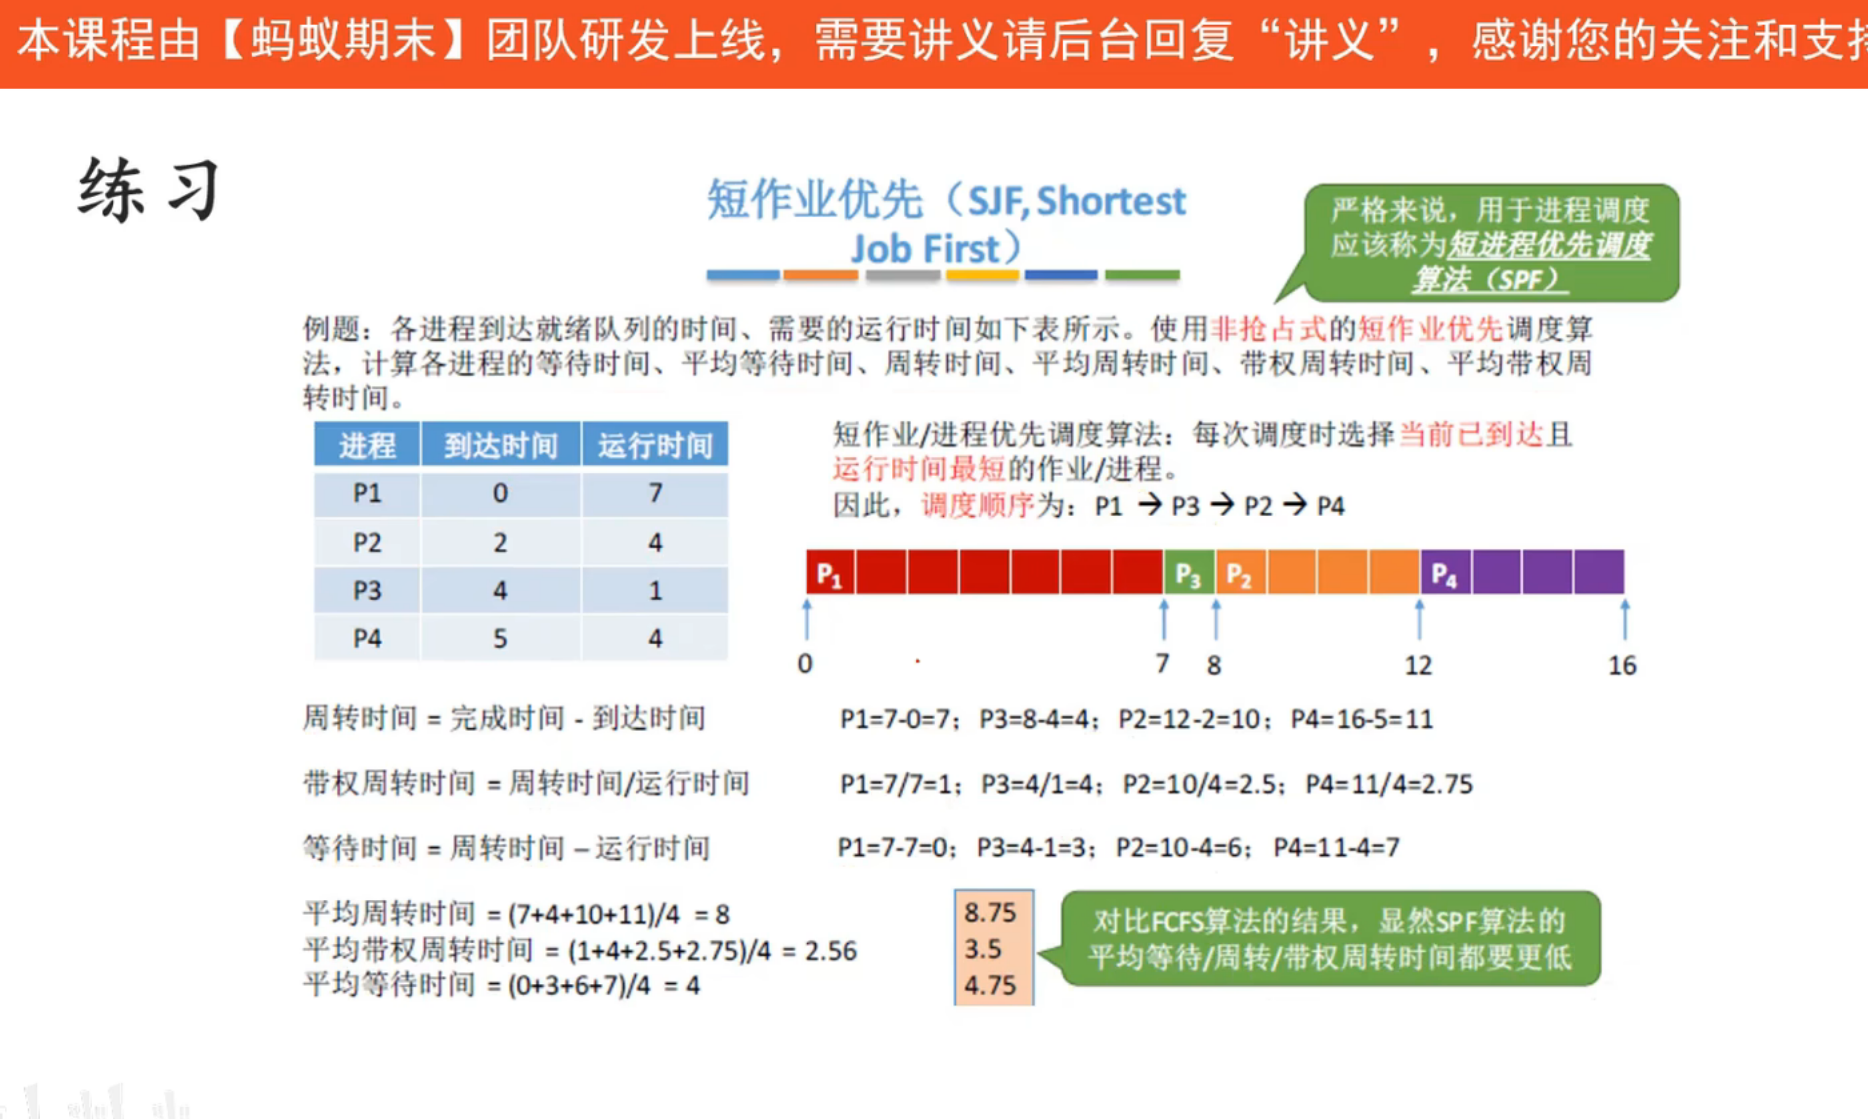 本课程由【蚂蚁期末】团队研发上线，需要讲义请后台回复“讲义”，感谢您的关注和支持
练习
短作业优先（SJF, Shortest
Job First）
严格来说，用于进程调度
应该称为短进程优先调度
算法（SPF）
例题：各进程到达就绪队列的时间、需要的运行时间如下表所示。使用非抢占式的短作业优先调度算
法，计算各进程的等待时间、平均等待时间、周转时间、平均周转时间、带权周转时间、平均带权周
转时间。
进程 到达时间 运行时间
P1 0 7
P2 2 4
P3 4 1
P4 5 4
短作业/进程优先调度算法：每次调度时选择当前已到达且
运行时间最短的作业/进程。
因此，调度顺序为：P1 → P3 → P2 → P4
P1 P3 P2 P4
0 7 8 12 16
周转时间 = 完成时间 - 到达时间 P1=7-0=7；P3=8-4=4；P2=12-2=10；P4=16-5=11
带权周转时间 = 周转时间/运行时间 P1=7/7=1；P3=4/1=4；P2=10/4=2.5；P4=11/4=2.75
等待时间 = 周转时间 – 运行时间 P1=7-7=0；P3=4-1=3；P2=10-4=6；P4=11-4=7
平均周转时间 = (7+4+10+11)/4 = 8
平均带权周转时间 = (1+4+2.5+2.75)/4 = 2.56
平均等待时间 = (0+3+6+7)/4 = 4
8.75
3.5
4.75
对比FCFS算法的结果，显然SPF算法的
平均等待/周转/带权周转时间都要更低